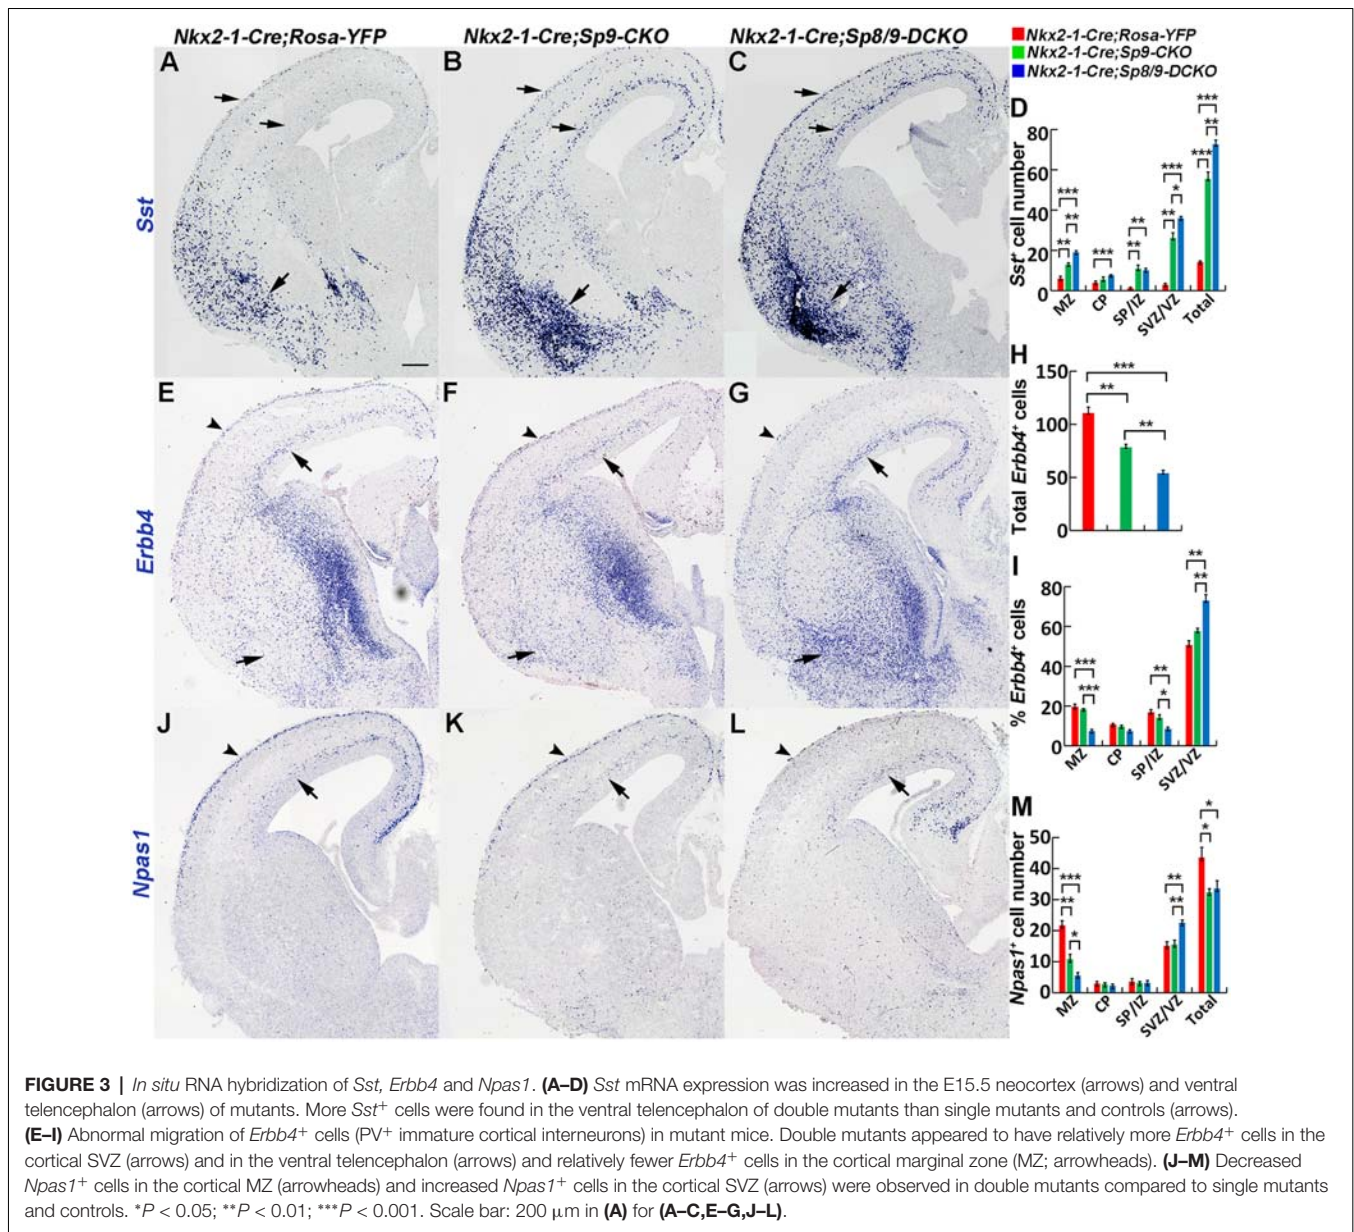 Nkx2-1-Cre;Rosa-YFP
Nkx2-1-Cre;Sp9-CKO
Nkx2-1-Cre;Sp8/9-DCKO
Nkx2-1-Cre;Rosa-YFP
Nkx2-1-Cre;Sp9-CKO
Nkx2-1-Cre;Sp8/9-DCKO
A
B
C
Sst
D
Sst+ cell number
80
60
40
20
0
MZ
CP
SP/IZ
SVZ/VZ
Total
** *** **
***
** **
** *** *
*** *** **
E
F
G
Erbb4
H
Total Erbb4+ cells
150
100
50
0
***
**
**
I
% Erbb4+ cells
80
60
40
20
0
MZ
CP
SP/IZ
SVZ/VZ
*** ***
** *
** **
J
K
L
Npas1
M
Npas1+ cell number
50
40
30
20
10
0
MZ
CP
SP/IZ
SVZ/VZ
Total
*** ** *
** **
* *
FIGURE 3 | In situ RNA hybridization of Sst, Erbb4 and Npas1. (A–D) Sst mRNA expression was increased in the E15.5 neocortex (arrows) and ventral
telencephalon (arrows) of mutants. More Sst+ cells were found in the ventral telencephalon of double mutants than single mutants and controls (arrows).
(E–I) Abnormal migration of Erbb4+ cells (PV+ immature cortical interneurons) in mutant mice. Double mutants appeared to have relatively more Erbb4+ cells in the
cortical SVZ (arrows) and in the ventral telencephalon (arrows) and relatively fewer Erbb4+ cells in the cortical marginal zone (MZ; arrowheads). (J–M) Decreased
Npas1+ cells in the cortical MZ (arrowheads) and increased Npas1+ cells in the cortical SVZ (arrows) were observed in double mutants compared to single mutants
and controls. *P < 0.05; **P < 0.01; ***P < 0.001. Scale bar: 200 μm in (A) for (A–C,E–G,J–L).